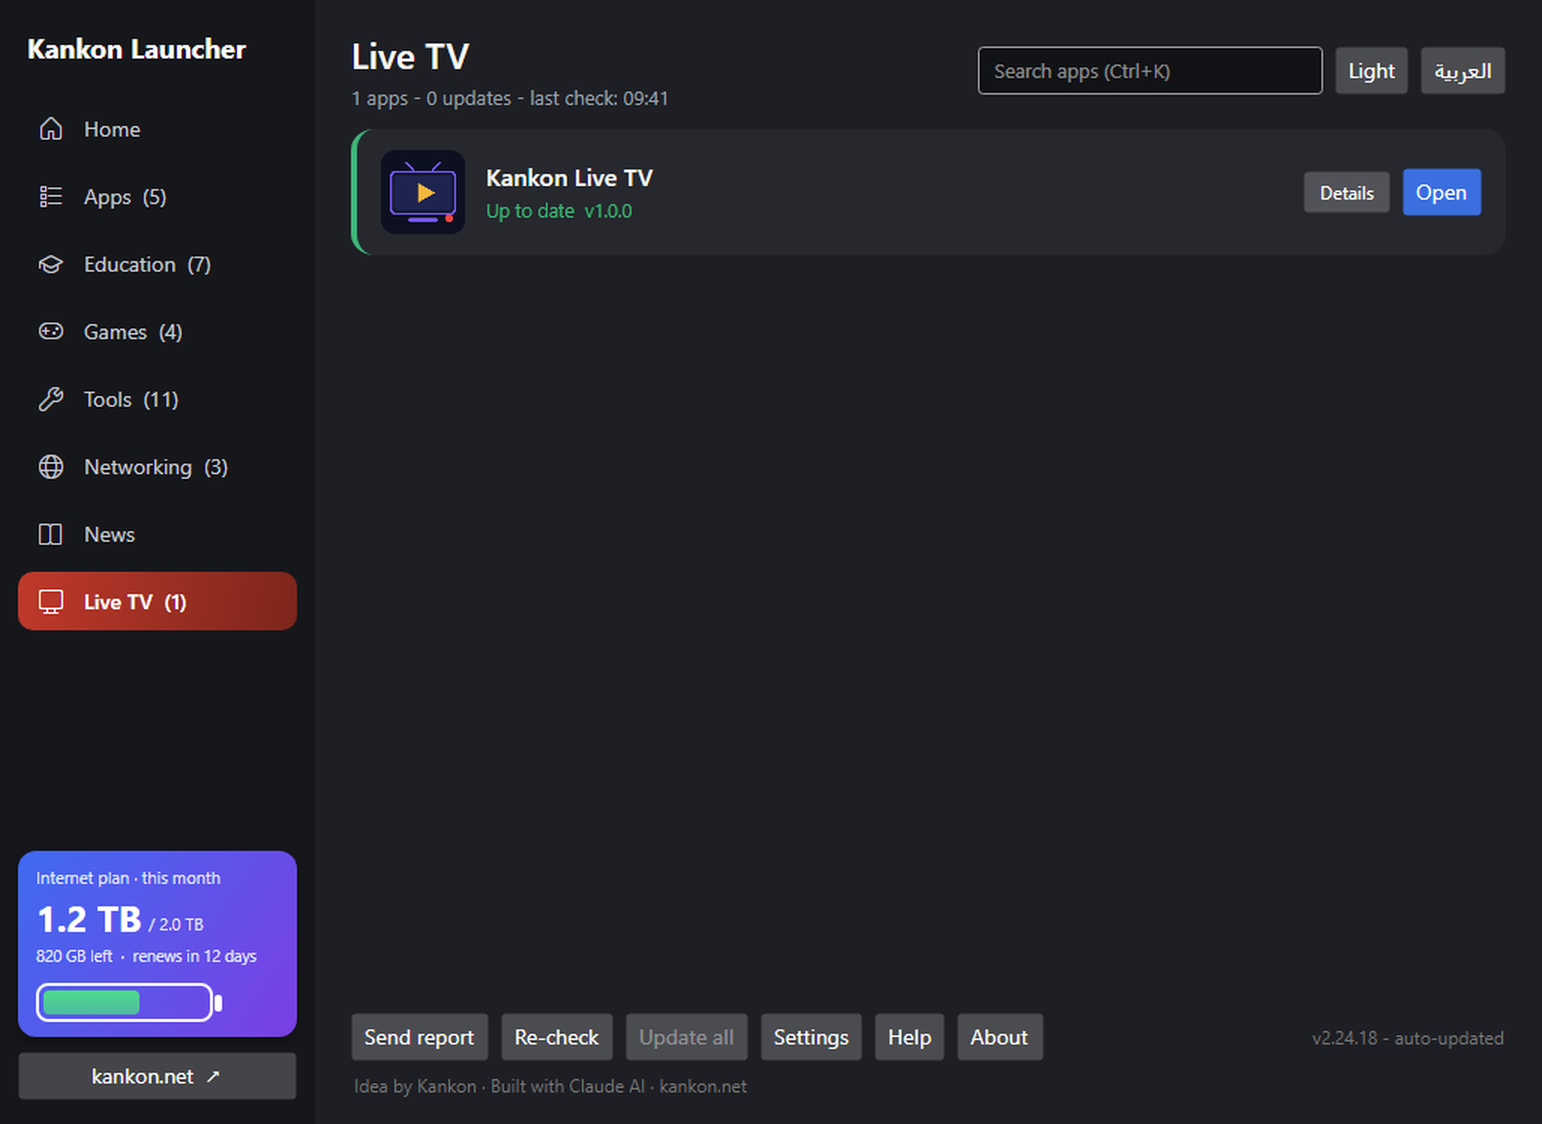 Kankon Launcher
Home
Apps (5)
Education (7)
Games (4)
Tools (11)
Networking (3)
News
Live TV (1)
Internet plan · this month
1.2 TB / 2.0 TB
820 GB left · renews in 12 days
kankon.net ↗
Live TV
1 apps - 0 updates - last check: 09:41
Search apps (Ctrl+K)
Light
العربية
Kankon Live TV
Up to date v1.0.0
Details
Open
Send report
Re-check
Update all
Settings
Help
About
v2.24.18 - auto-updated
Idea by Kankon · Built with Claude AI · kankon.net